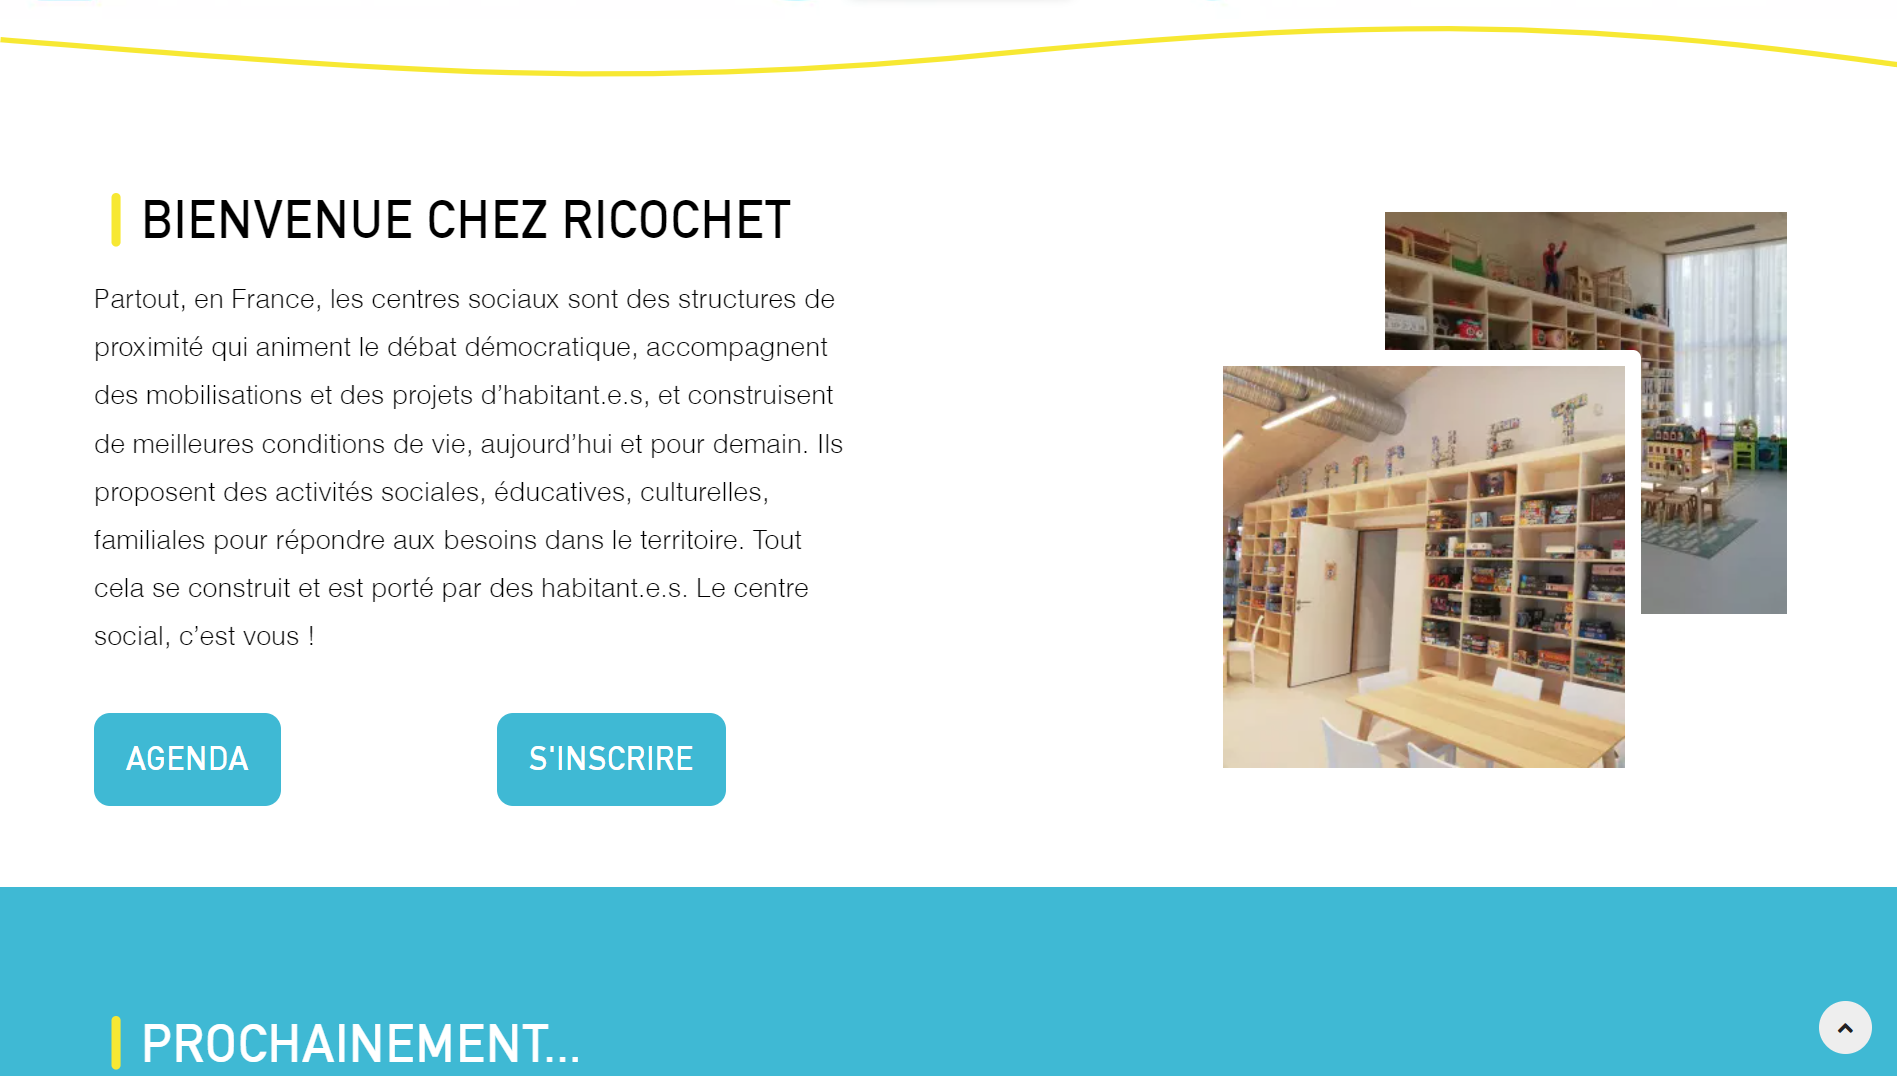 BIENVENUE CHEZ RICOCHET
Partout, en France, les centres sociaux sont des structures de
proximité qui animent le débat démocratique, accompagnent
des mobilisations et des projets d’habitant.e.s, et construisent
de meilleures conditions de vie, aujourd’hui et pour demain. Ils
proposent des activités sociales, éducatives, culturelles,
familiales pour répondre aux besoins dans le territoire. Tout
cela se construit et est porté par des habitant.e.s. Le centre
social, c’est vous !
AGENDA
S'INSCRIRE
RICOCHET
PROCHAINEMENT...